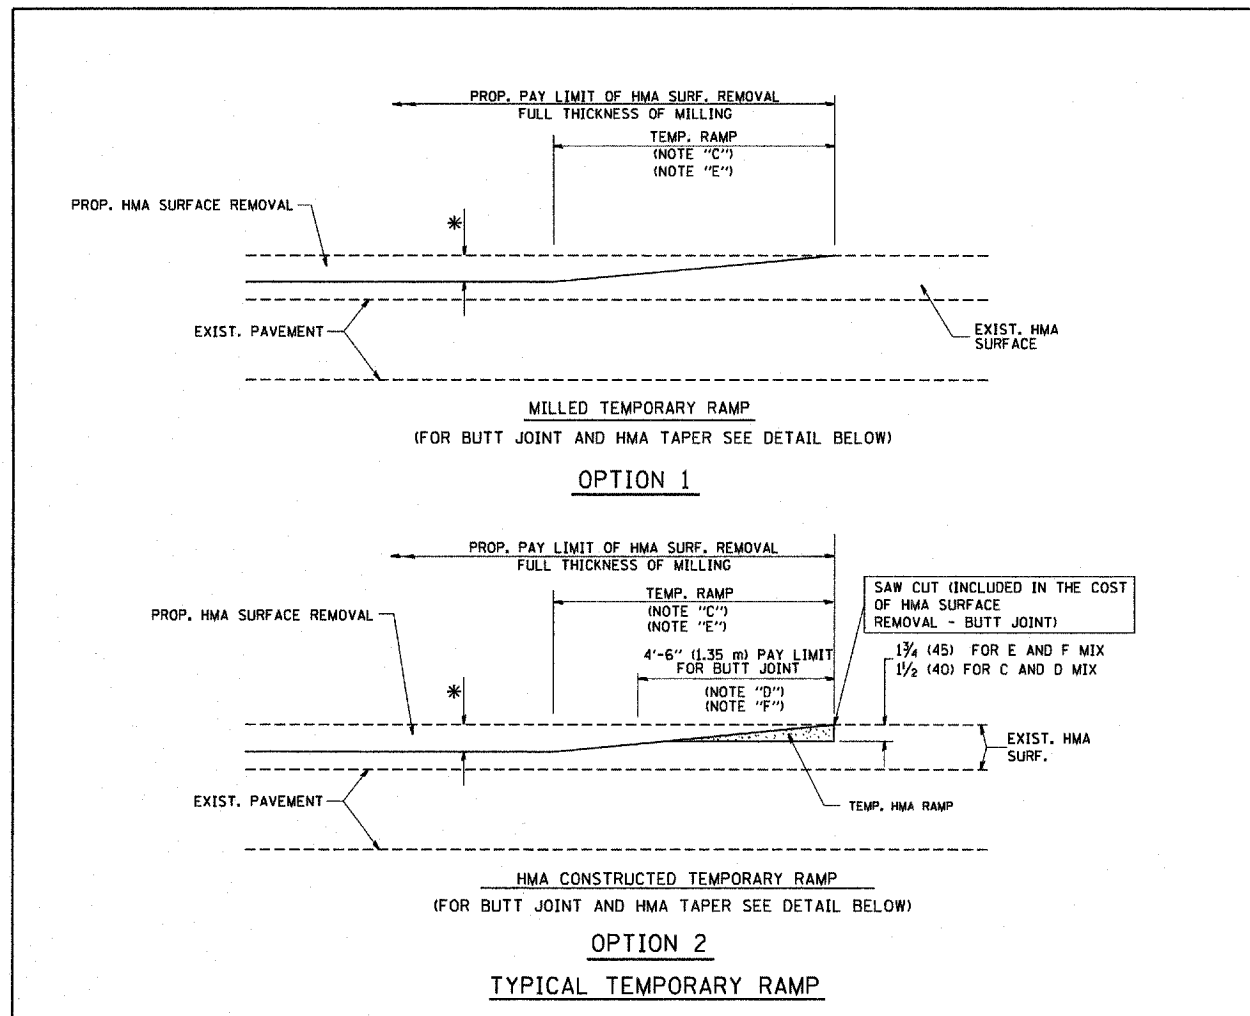 PROP. PAY LIMIT OF HMA SURF. REMOVAL
FULL THICKNESS OF MILLING
TEMP. RAMP
(NOTE "C")
(NOTE "E")
PROP. HMA SURFACE REMOVAL
*
EXIST. PAVEMENT
EXIST. HMA
SURFACE
MILLED TEMPORARY RAMP
(FOR BUTT JOINT AND HMA TAPER SEE DETAIL BELOW)
OPTION 1
PROP. PAY LIMIT OF HMA SURF. REMOVAL
FULL THICKNESS OF MILLING
TEMP. RAMP
(NOTE "C")
(NOTE "E")
SAW CUT (INCLUDED IN THE COST
OF HMA SURFACE
REMOVAL - BUTT JOINT)
PROP. HMA SURFACE REMOVAL
4'-6" (1.35 m) PAY LIMIT
FOR BUTT JOINT
(NOTE "D")
(NOTE "F")
1¾ (45) FOR E AND F MIX
1½ (40) FOR C AND D MIX
*
EXIST. HMA
SURF.
EXIST. PAVEMENT
TEMP. HMA RAMP
HMA CONSTRUCTED TEMPORARY RAMP
(FOR BUTT JOINT AND HMA TAPER SEE DETAIL BELOW)
OPTION 2
TYPICAL TEMPORARY RAMP